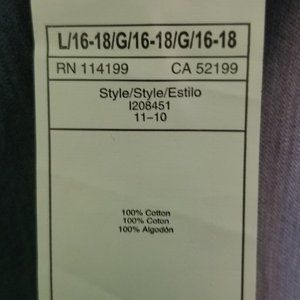 L/16-18/G/16-18/G/16-18
RN 114199 CA 52199
Style/Style/Estilo
I208451
11-10
100% Cotton
100% Coton
100% Algodón